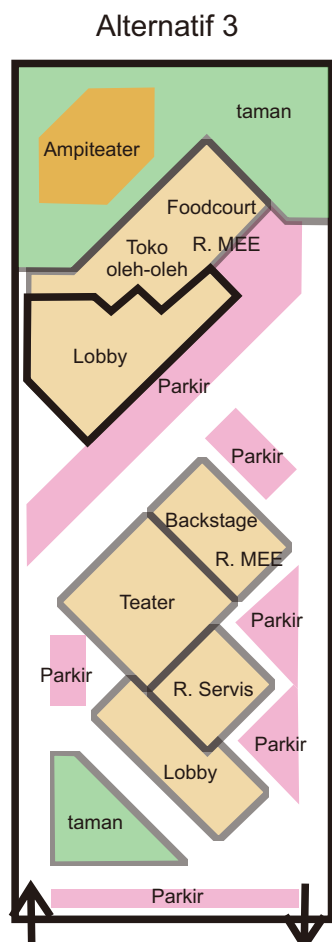 Alternatif 3
taman
Ampiteater
Foodcourt
Toko
oleh-oleh
R. MEE
Lobby
Parkir
Parkir
Backstage
R. MEE
Teater
Parkir
Parkir
R. Servis
Parkir
Lobby
taman
Parkir